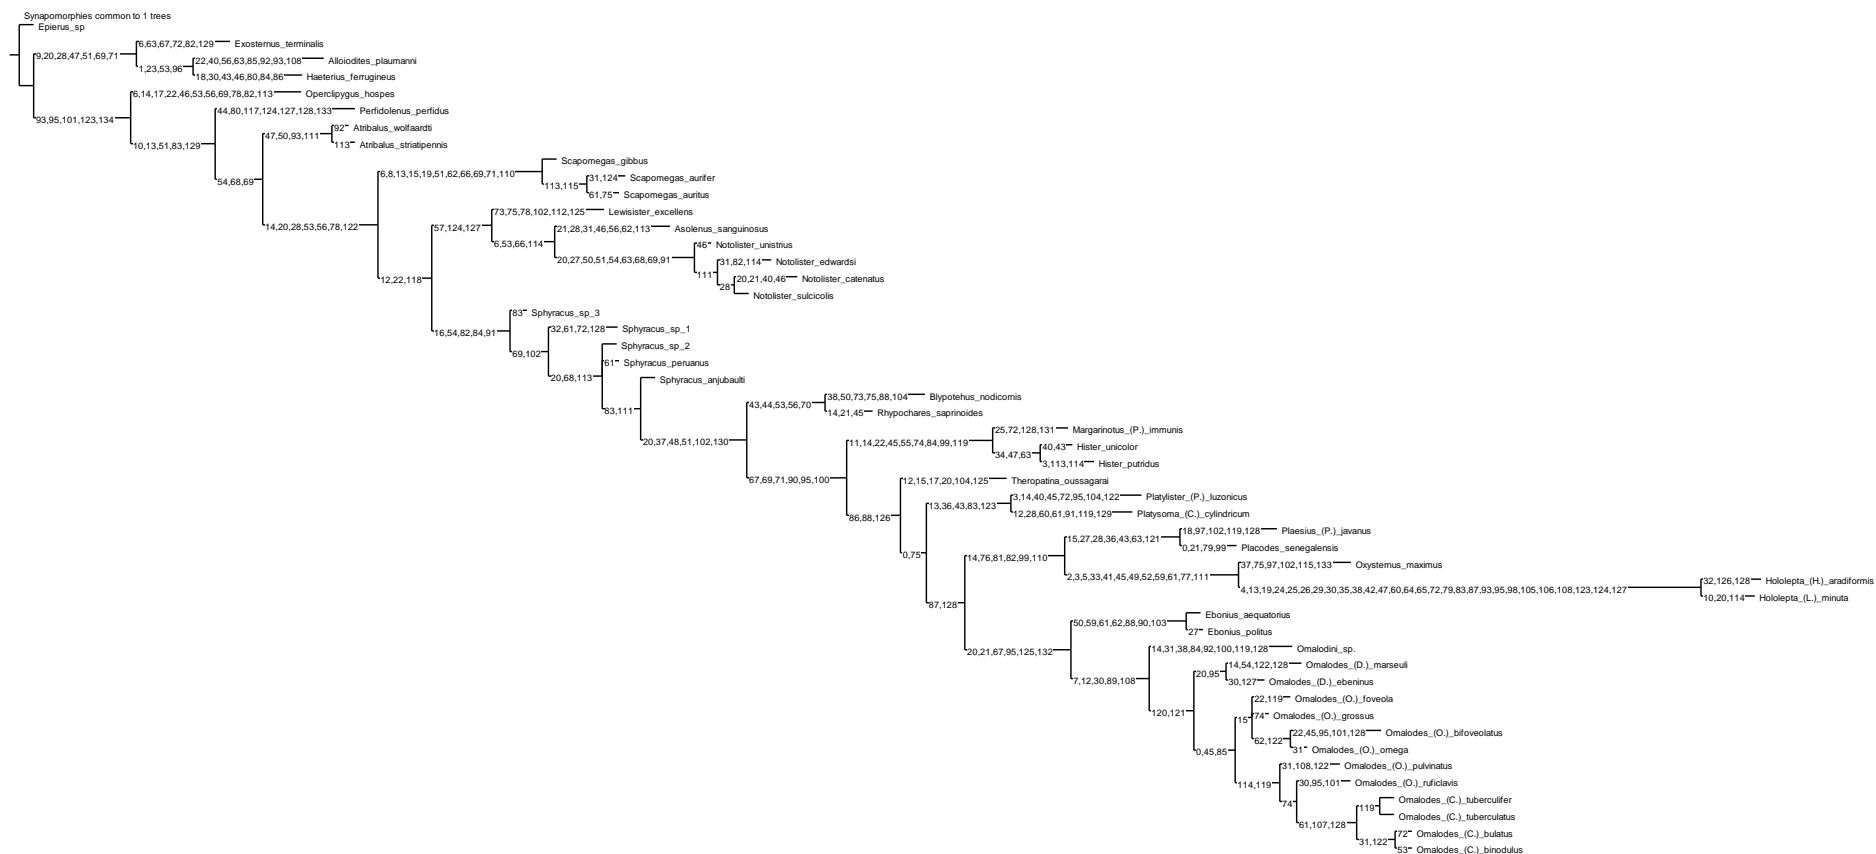 Synapomorphies common to 1 trees
Epierus_sp
6,63,67,72,82,129 Exosternus_terminalis
9,20,28,47,51,69,71
22,40,56,63,85,92,93,108 Alloiodites_plaumanni
1,23,53,96
18,30,43,46,80,84,86 Haeterius_ferrugineus
6,14,17,22,46,53,56,69,78,82,113 Operclipygus_hospes
44,80,117,124,127,128,133 Perfidolenus_perfidus
93,95,101,123,134
92 Atribalus_wolfaardti
47,50,93,111
10,13,51,83,129
113 Atribalus_striatipennis
Scapomegas_gibbus
6,8,13,15,19,51,62,66,69,71,110
31,124 Scapomegas_aurifer
54,68,69
113,115
61,75 Scapomegas_auritus
73,75,78,102,112,125 Lewisister_excellens
14,20,28,53,56,78,122
57,124,127
21,28,31,46,56,62,113 Asolenus_sanguinosus
6,53,66,114
46 Notolister_unistrius
20,27,50,51,54,63,68,69,91
31,82,114 Notolister_edwardsi
111
12,22,118
20,21,40,46 Notolister_catenatus
28
Notolister_sulcicolis
83 Sphyracus_sp_3
16,54,82,84,91
32,61,72,128 Sphyracus_sp_1
69,102
Sphyracus_sp_2
61 Sphyracus_peruanus
20,68,113
Sphyracus_anjubaulti
38,50,73,75,88,104 Blypotehus_nodicornis
83,111
43,44,53,56,70
14,21,45 Rhypochares_saprinoides
25,72,128,131 Margarinotus_(P.)_immunis
20,37,48,51,102,130
11,14,22,45,55,74,84,99,119
40,43 Hister_unicolor
34,47,63
3,113,114 Hister_putridus
67,69,71,90,95,100
12,15,17,20,104,125 Theropatina_oussagarai
3,14,40,45,72,95,104,122 Platylister_(P.)_luzonicus
13,36,43,83,123
12,28,60,61,91,119,129 Platysoma_(C.)_cylindricum
86,88,126
18,97,102,119,128 Plaesius_(P.)_javanus
15,27,28,36,43,63,121
0,21,79,99 Placodes_senegalensis
0,75
14,76,81,82,99,110
37,75,97,102,115,133 Oxysternus_maximus
2,3,5,33,41,45,49,52,59,61,77,111
32,126,128 Hololepta_(H.)_aradiformis
4,13,19,24,25,26,29,30,35,38,42,47,60,64,65,72,79,83,87,93,95,98,105,106,108,123,124,127
10,20,114 Hololepta_(L.)_minuta
87,128
Ebonius_aequatorius
50,59,61,62,88,90,103
27 Ebonius_politus
20,21,67,95,125,132
14,31,38,84,92,100,119,128 Omalodini_sp.
14,54,122,128 Omalodes_(D.)_marseuli
20,95
7,12,30,89,108
30,127 Omalodes_(D.)_ebeninus
22,119 Omalodes_(O.)_foveola
120,121
15
74 Omalodes_(O.)_grossus
22,45,95,101,128 Omalodes_(O.)_bifoveolatus
62,122
0,45,85
31 Omalodes_(O.)_omega
31,108,122 Omalodes_(O.)_pulvinatus
114,119
30,95,101 Omalodes_(O.)_ruficlavis
74
Omalodes_(C.)_tuberculifer
119
Omalodes_(C.)_tuberculatus
61,107,128
72 Omalodes_(C.)_bulatus
31,122
53 Omalodes_(C.)_binodulus